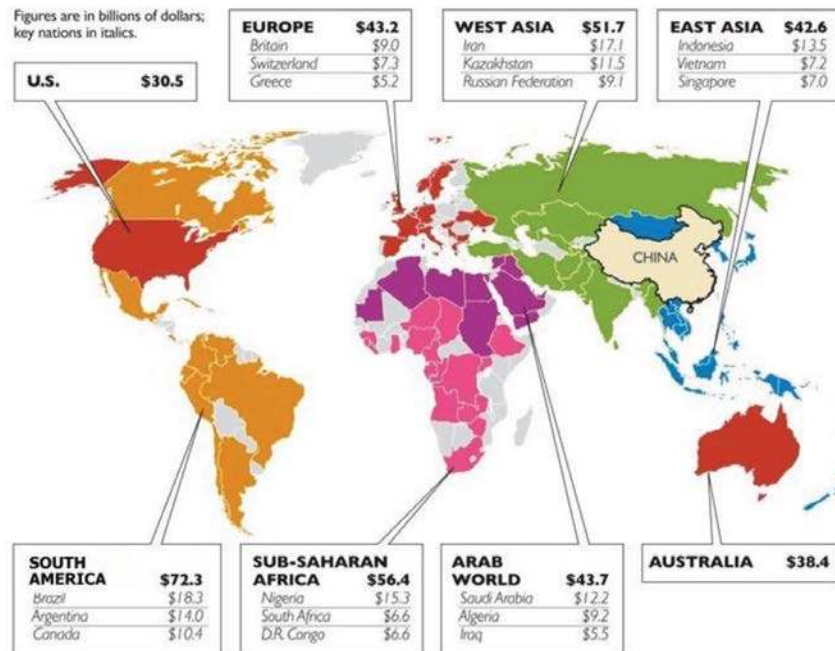 Figures are in billions of dollars;
key nations in italics.
U.S. $30.5
EUROPE $43.2
Britain $9.0
Switzerland $7.3
Greece $5.2
WEST ASIA $51.7
Iran $17.1
Kazakhstan $11.5
Russian Federation $9.1
EAST ASIA $42.6
Indonesia $13.5
Vietnam $7.2
Singapore $7.0
CHINA
SOUTH
AMERICA $72.3
Brazil $18.3
Argentina $14.0
Canada $10.4
SUB-SAHARAN
AFRICA $56.4
Nigeria $15.3
South Africa $6.6
D.R. Congo $6.6
ARAB
WORLD $43.7
Saudi Arabia $12.2
Algeria $9.2
Iraq $5.5
AUSTRALIA $38.4